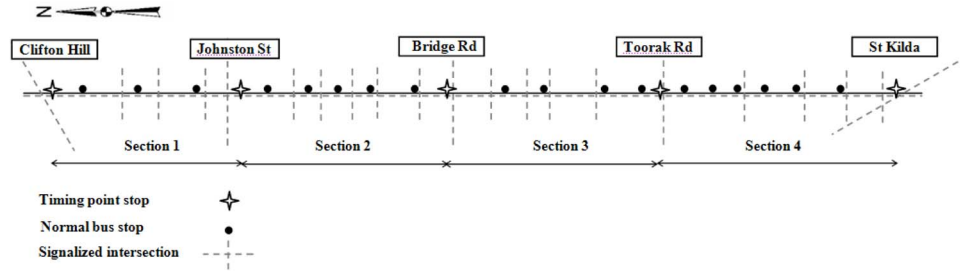 N
Clifton Hill
Johnston St
Bridge Rd
Toorak Rd
St Kilda
Section 1
Section 2
Section 3
Section 4
Timing point stop
Normal bus stop
Signalized intersection